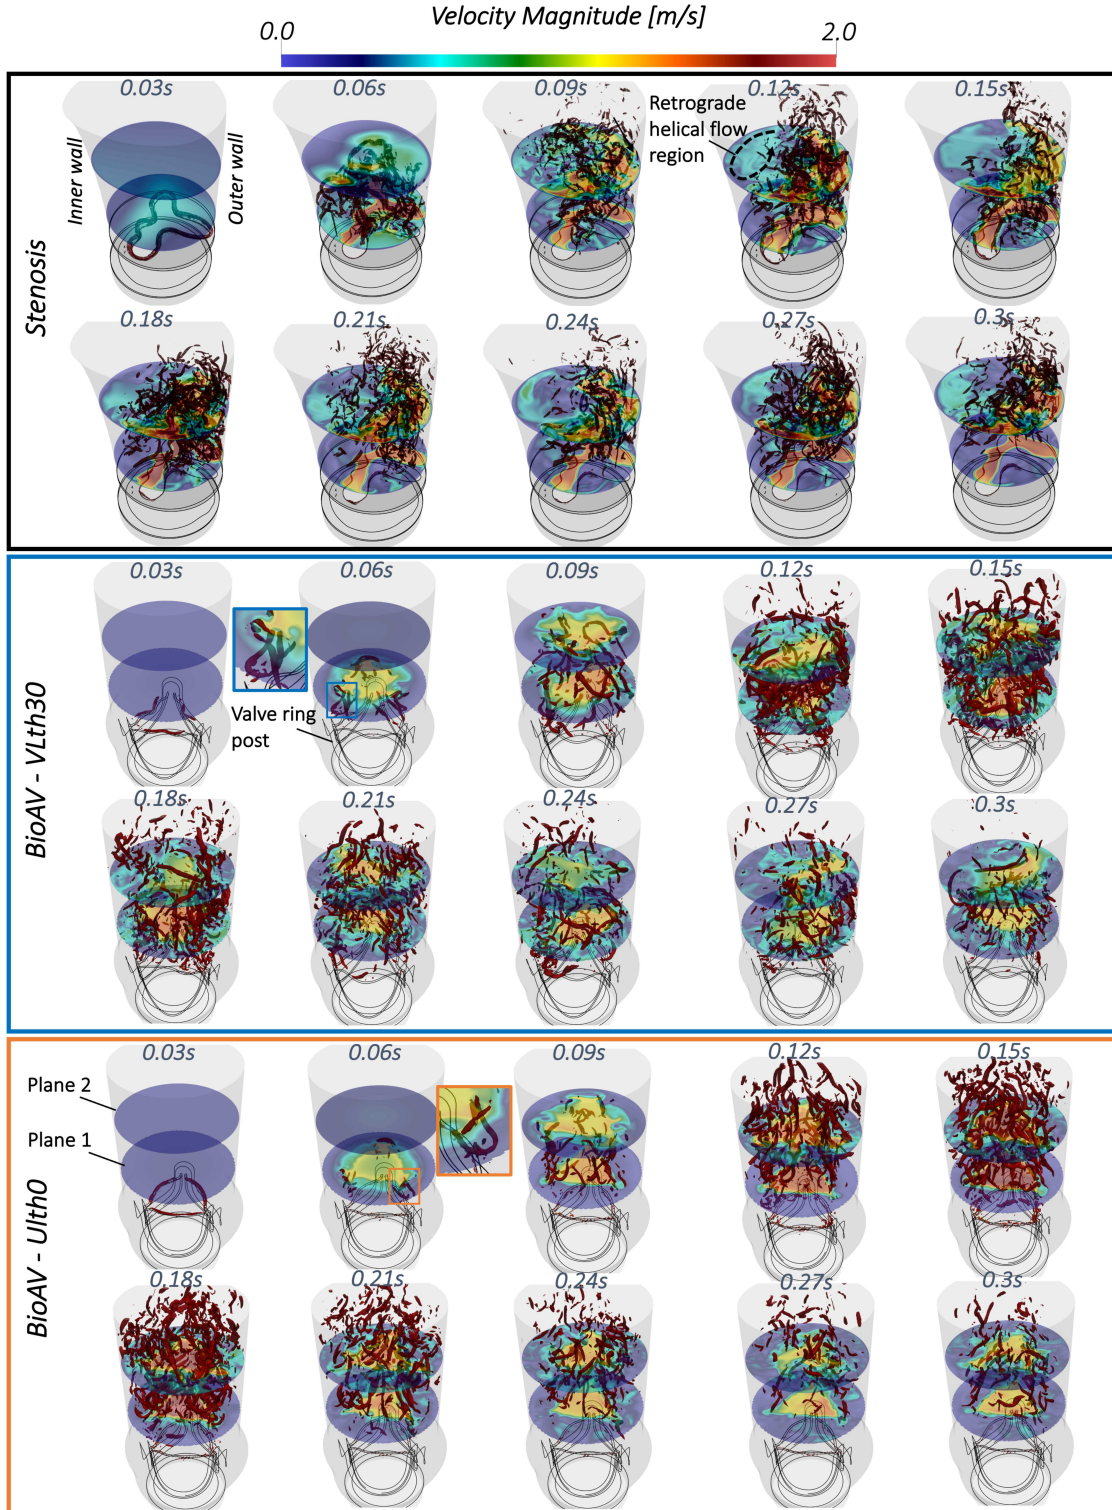 Velocity Magnitude [m/s]
0.0
2.0
Stenosis
0.03s
0.06s
0.09s
0.12s
0.15s
Inner wall
Outer wall
Retrograde
helical flow
region
0.18s
0.21s
0.24s
0.27s
0.3s
BioAV - VLth30
0.03s
0.06s
0.09s
0.12s
0.15s
Valve ring
post
0.18s
0.21s
0.24s
0.27s
0.3s
BioAV - Ulth0
0.03s
0.06s
0.09s
0.12s
0.15s
Plane 2
Plane 1
0.18s
0.21s
0.24s
0.27s
0.3s